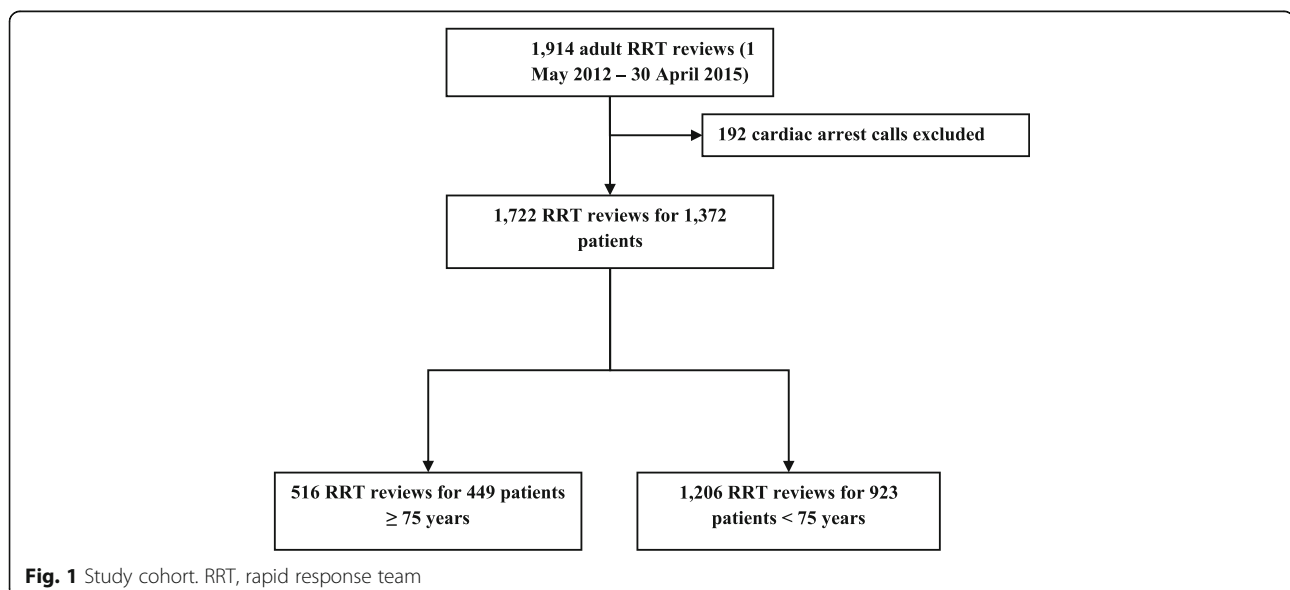 1,914 adult RRT reviews (1
May 2012 – 30 April 2015)
192 cardiac arrest calls excluded
1,722 RRT reviews for 1,372
patients
516 RRT reviews for 449 patients
≥ 75 years
1,206 RRT reviews for 923
patients < 75 years
Fig. 1 Study cohort. RRT, rapid response team